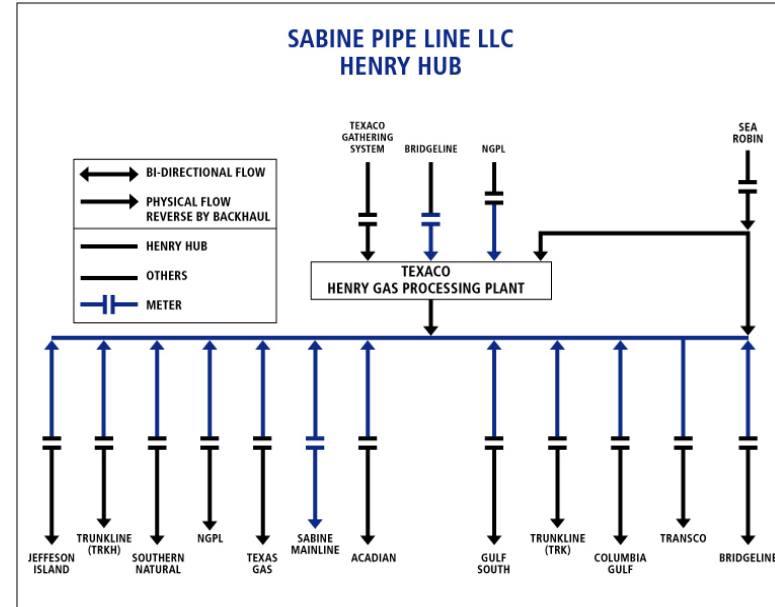 SABINE PIPE LINE LLC
HENRY HUB
TEXACO
GATHERING
SYSTEM
BRIDGELINE
NGPL
SEA
ROBIN
BI-DIRECTIONAL FLOW
PHYSICAL FLOW
REVERSE BY BACKHAUL
HENRY HUB
OTHERS
METER
TEXACO
HENRY GAS PROCESSING PLANT
JEFFESON
ISLAND
TRUNKLINE
(TRKH)
SOUTHERN
NATURAL
NGPL
TEXAS
GAS
SABINE
MAINLINE
ACADIAN
GULF
SOUTH
TRUNKLINE
(TRK)
COLUMBIA
GULF
TRANSCO
BRIDGELINE